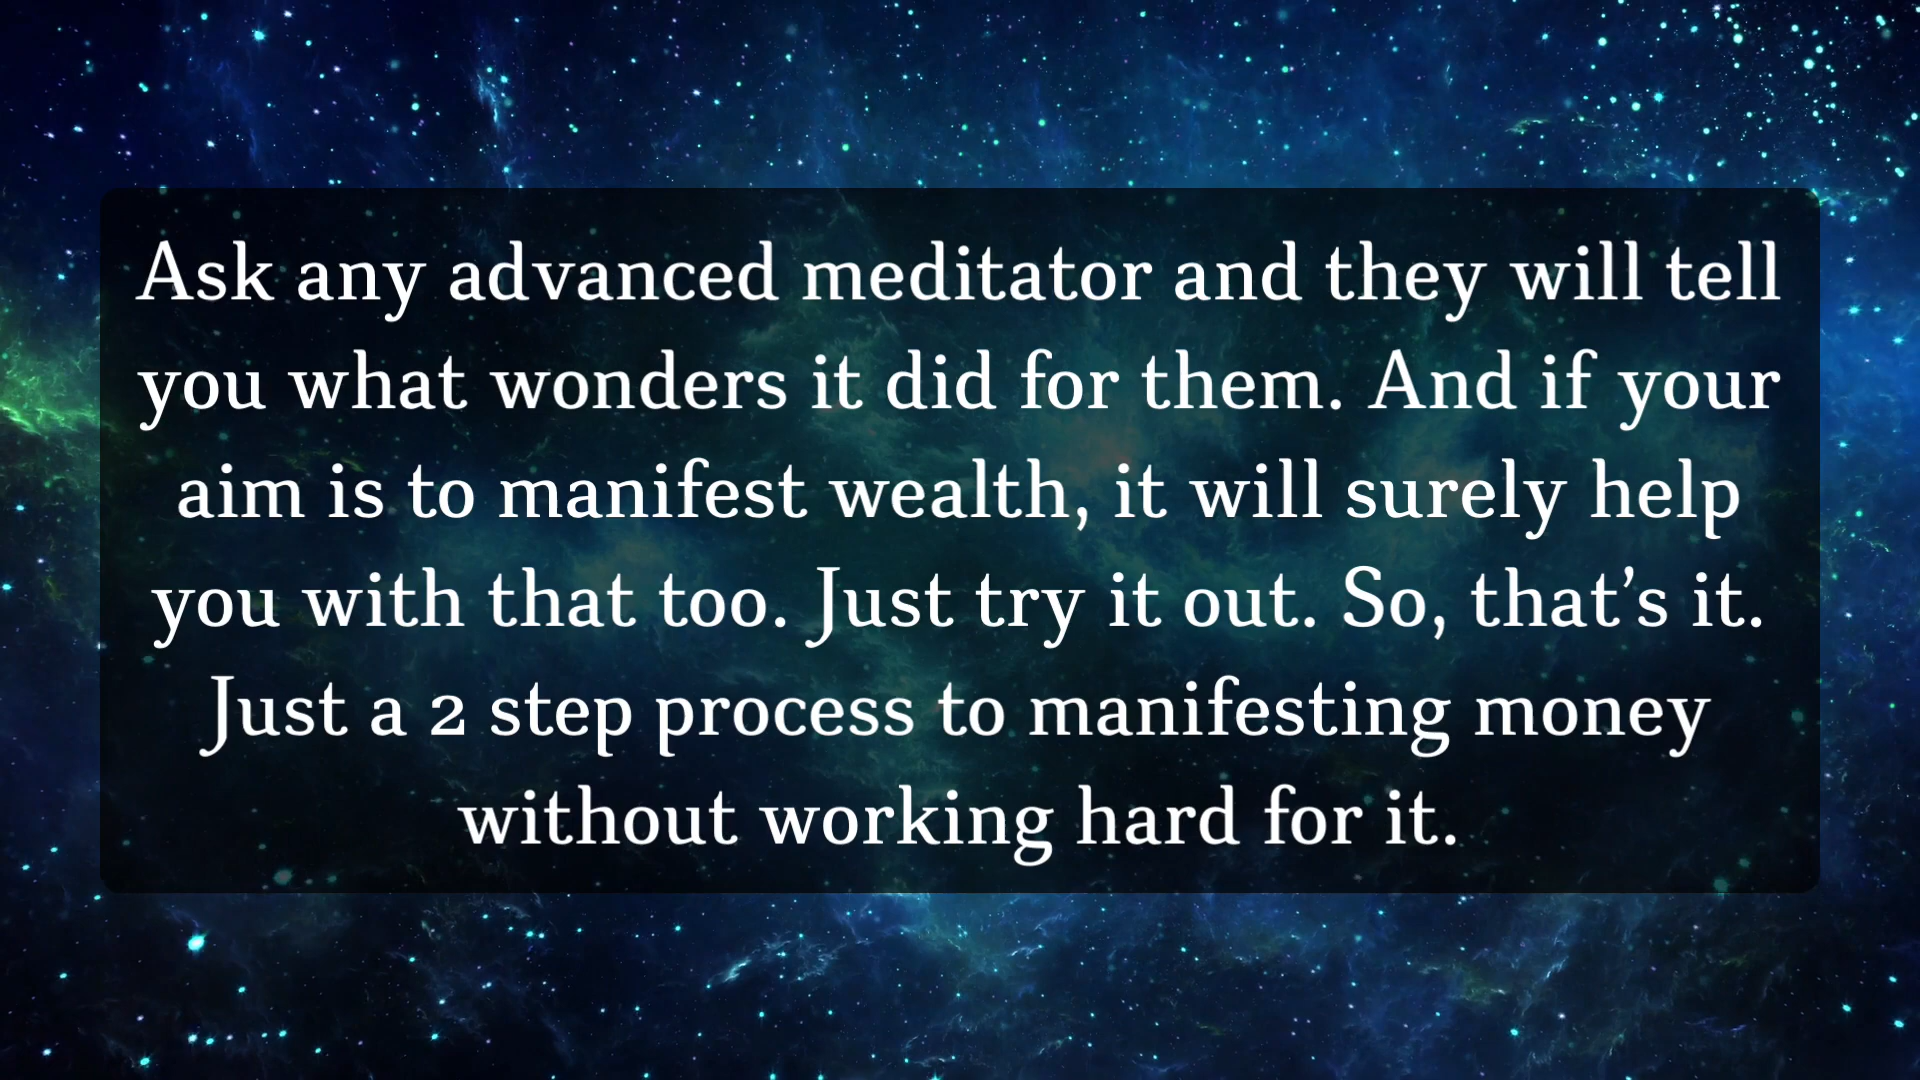 Ask any advanced meditator and they will tell
you what wonders it did for them. And if your
aim is to manifest wealth, it will surely help
you with that too. Just try it out. So, that’s it.
Just a 2 step process to manifesting money
without working hard for it.